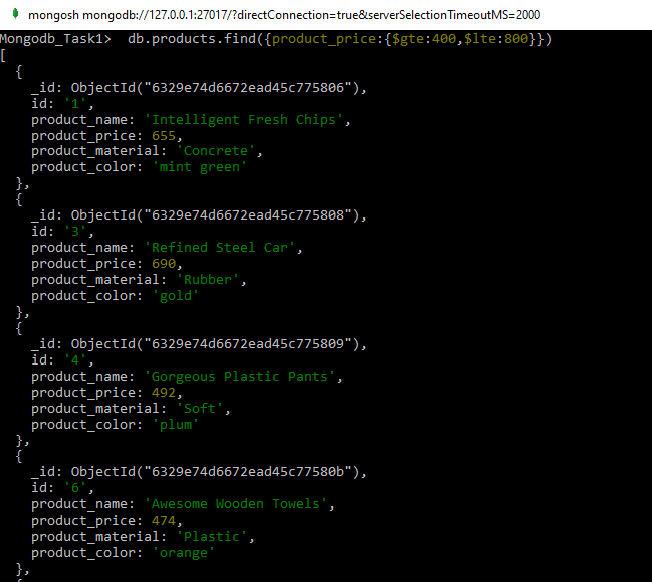 mongosh mongodb://127.0.0.1:27017/?directConnection=true&serverSelectionTimeoutMS=2000
Mongodb_Task1>  db.products.find({product_price:{$gte:400,$lte:800}})
[
  {
    _id: ObjectId("6329e74d6672ead45c775806"),
    id: '1',
    product_name: 'Intelligent Fresh Chips',
    product_price: 655,
    product_material: 'Concrete',
    product_color: 'mint green'
  },
  {
    _id: ObjectId("6329e74d6672ead45c775808"),
    id: '3',
    product_name: 'Refined Steel Car',
    product_price: 690,
    product_material: 'Rubber',
    product_color: 'gold'
  },
  {
    _id: ObjectId("6329e74d6672ead45c775809"),
    id: '4',
    product_name: 'Gorgeous Plastic Pants',
    product_price: 492,
    product_material: 'Soft',
    product_color: 'plum'
  },
  {
    _id: ObjectId("6329e74d6672ead45c77580b"),
    id: '6',
    product_name: 'Awesome Wooden Towels',
    product_price: 474,
    product_material: 'Plastic',
    product_color: 'orange'
  },
  {